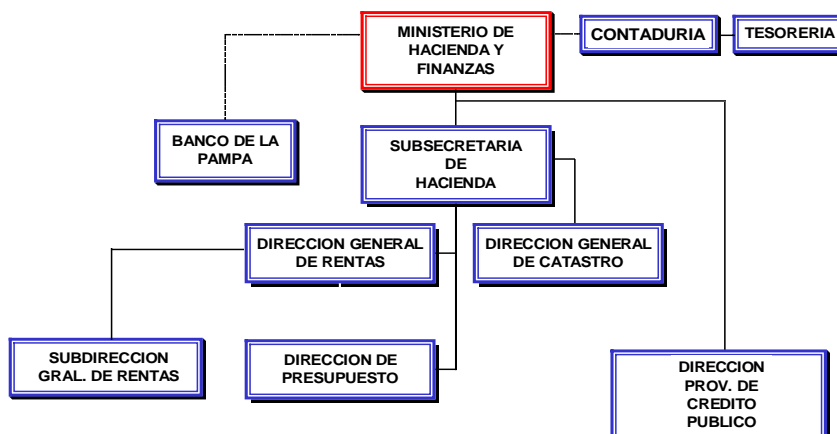 MINISTERIO DE
HACIENDA Y
FINANZAS
CONTADURIA
TESORERIA
BANCO DE LA
PAMPA
SUBSECRETARIA
DE
HACIENDA
DIRECCION GENERAL
DE RENTAS
DIRECCION GENERAL
DE CATASTRO
SUBDIRECCION
GRAL. DE RENTAS
DIRECCION DE
PRESUPUESTO
DIRECCION
PROV. DE
CREDITO
PUBLICO